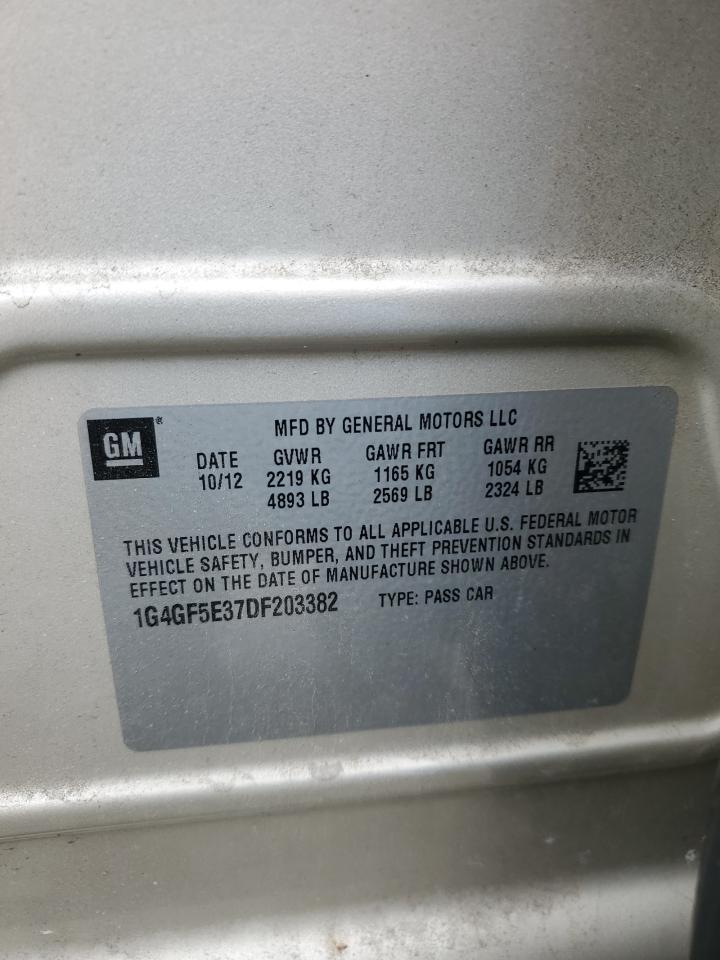 GM®
MFD BY GENERAL MOTORS LLC
DATE GVWR GAWR FRT GAWR RR
10/12 2219 KG 1165 KG 1054 KG
4893 LB 2569 LB 2324 LB
THIS VEHICLE CONFORMS TO ALL APPLICABLE U.S. FEDERAL MOTOR
VEHICLE SAFETY, BUMPER, AND THEFT PREVENTION STANDARDS IN
EFFECT ON THE DATE OF MANUFACTURE SHOWN ABOVE.
1G4GF5E37DF203382 TYPE: PASS CAR